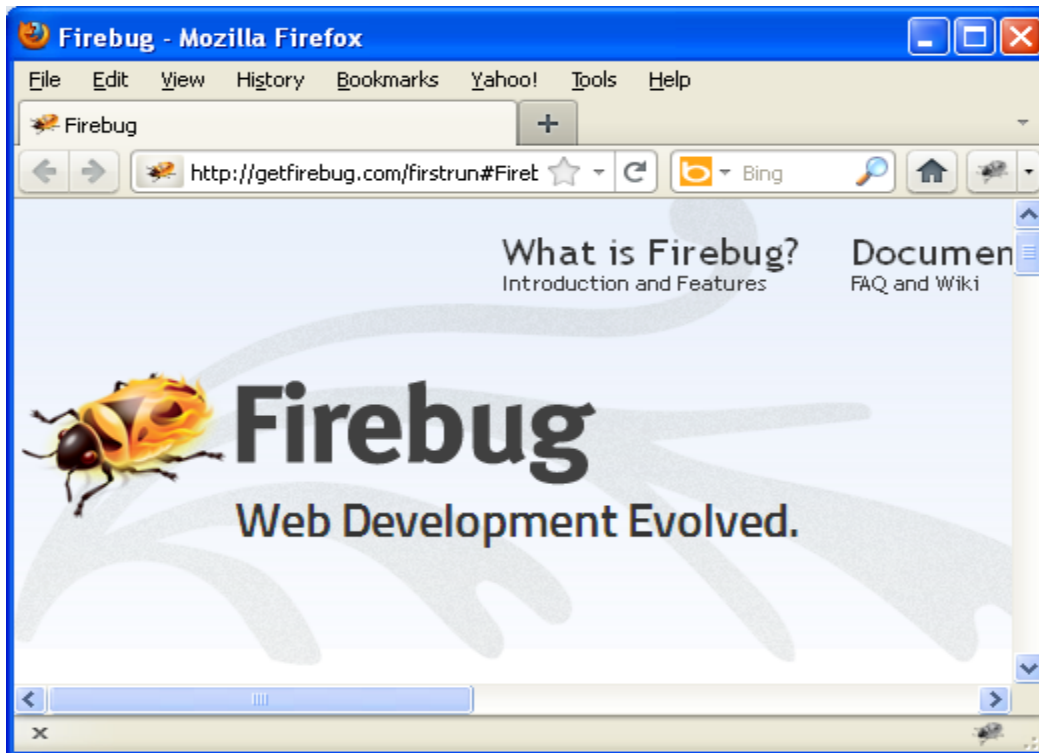 Firebug - Mozilla Firefox
File Edit View History Bookmarks Yahoo! Tools Help
Firebug
http://getfirebug.com/firstrun#Fireb Bing
What is Firebug? Documen
Introduction and Features FAQ and Wiki
Firebug
Web Development Evolved.